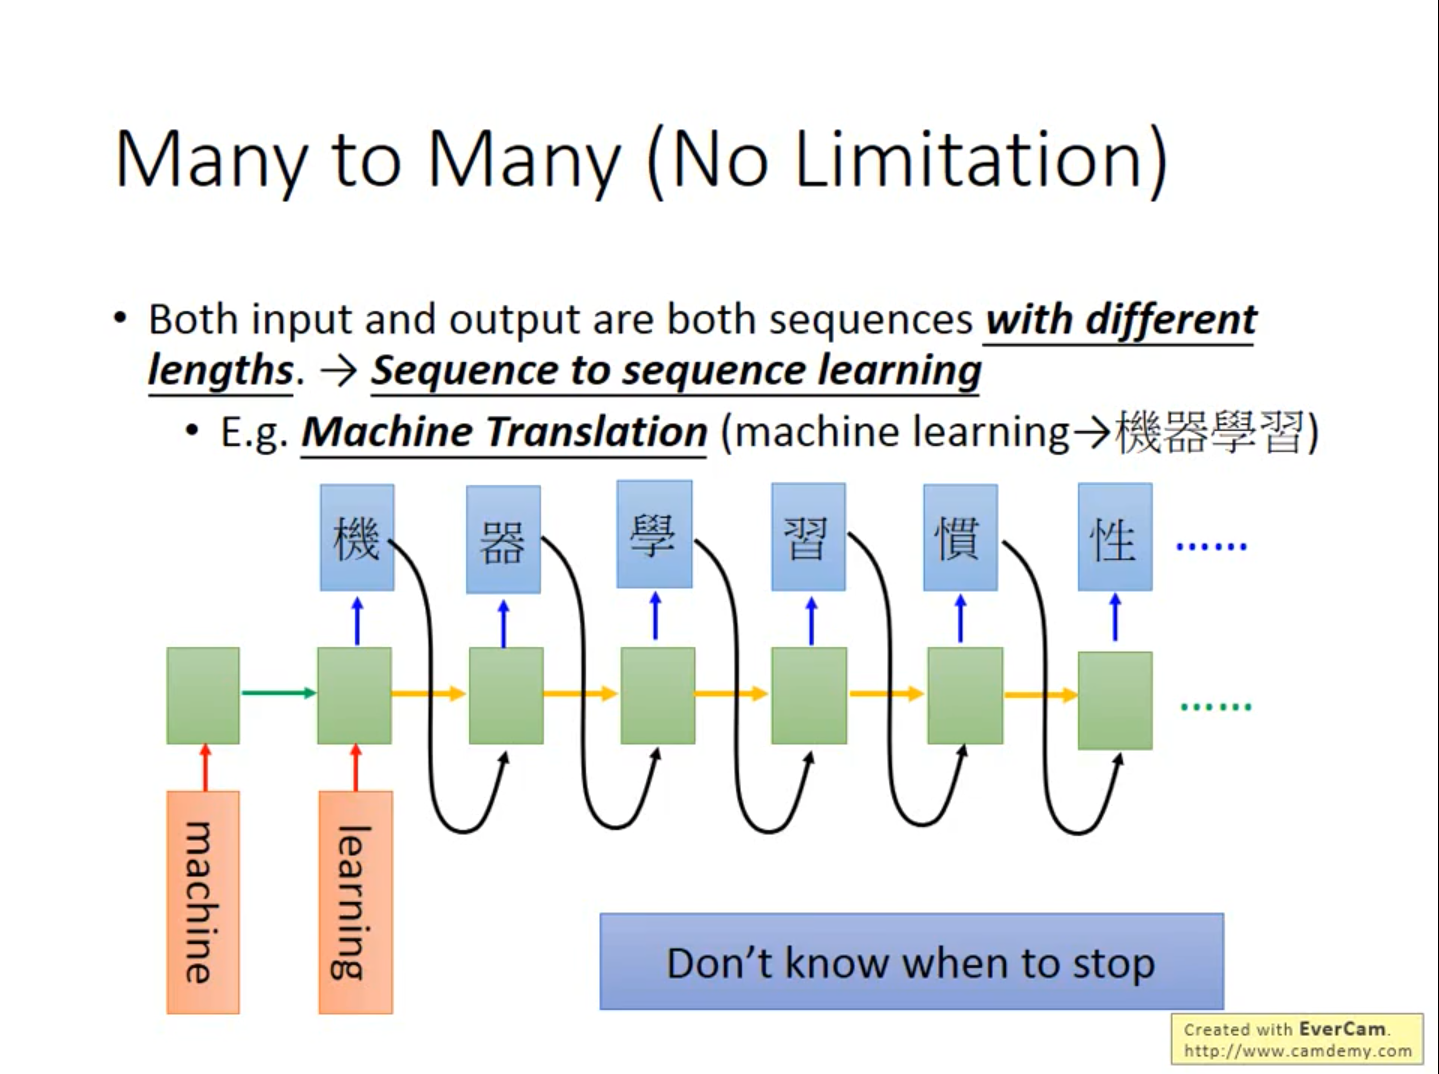 Many to Many (No Limitation)
• Both input and output are both sequences with different
lengths. → Sequence to sequence learning
• E.g. Machine Translation (machine learning→機器學習)
機 器 學 習 慣 性 ……
……
machine
learning
Don’t know when to stop
Created with EverCam.
http://www.camdemy.com